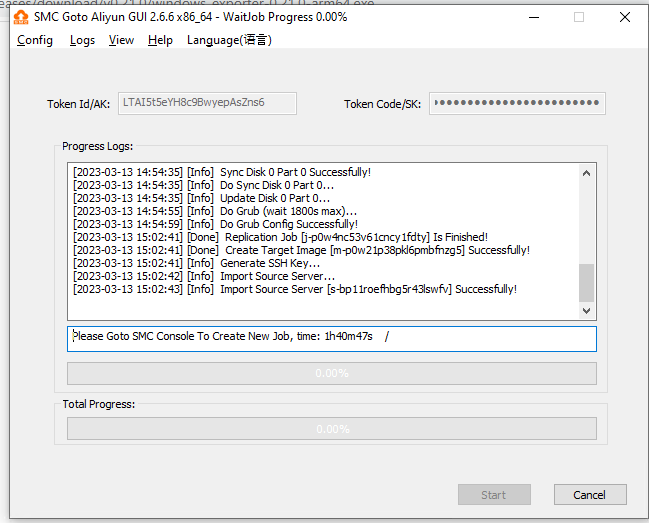 eases/download/v0.21.0/windows_exporter-0.21.0-arm64.exe
SMC Goto Aliyun GUI 2.6.6 x86_64 - WaitJob Progress 0.00%
Config Logs View Help Language(语言)
Token Id/AK: LTAI5t5eYH8c9BwyepAsZns6 Token Code/SK: ●●●●●●●●●●●●●●●●●●●●●●●●
Progress Logs:
[2023-03-13 14:54:35] [Info] Sync Disk 0 Part 0 Successfully!
[2023-03-13 14:54:35] [Info] Do Sync Disk 0 Part 0...
[2023-03-13 14:54:35] [Info] Update Disk 0 Part 0...
[2023-03-13 14:54:55] [Info] Do Grub (wait 1800s max)...
[2023-03-13 14:54:59] [Info] Do Grub Config Successfully!
[2023-03-13 15:02:41] [Done] Replication Job [j-p0w4nc53v61cncy1fdty] Is Finished!
[2023-03-13 15:02:41] [Done] Create Target Image [m-p0w21p38pkl6pmbfnzg5] Successfully!
[2023-03-13 15:02:41] [Info] Generate SSH Key...
[2023-03-13 15:02:42] [Info] Import Source Server...
[2023-03-13 15:02:43] [Info] Import Source Server [s-bp11roefhbg5r43lswfv] Successfully!
Please Goto SMC Console To Create New Job, time: 1h40m47s /
0.00%
Total Progress:
0.00%
Start Cancel